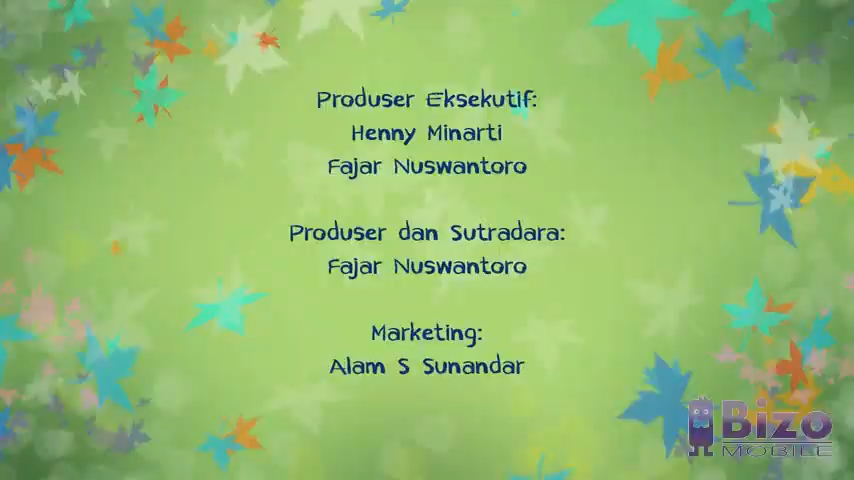 Produser Eksekutif:
Henny Minarti
Fajar Nuswantoro
Produser dan Sutradara:
Fajar Nuswantoro
Marketing:
Alam S Sunandar
Bizo
MOBILE